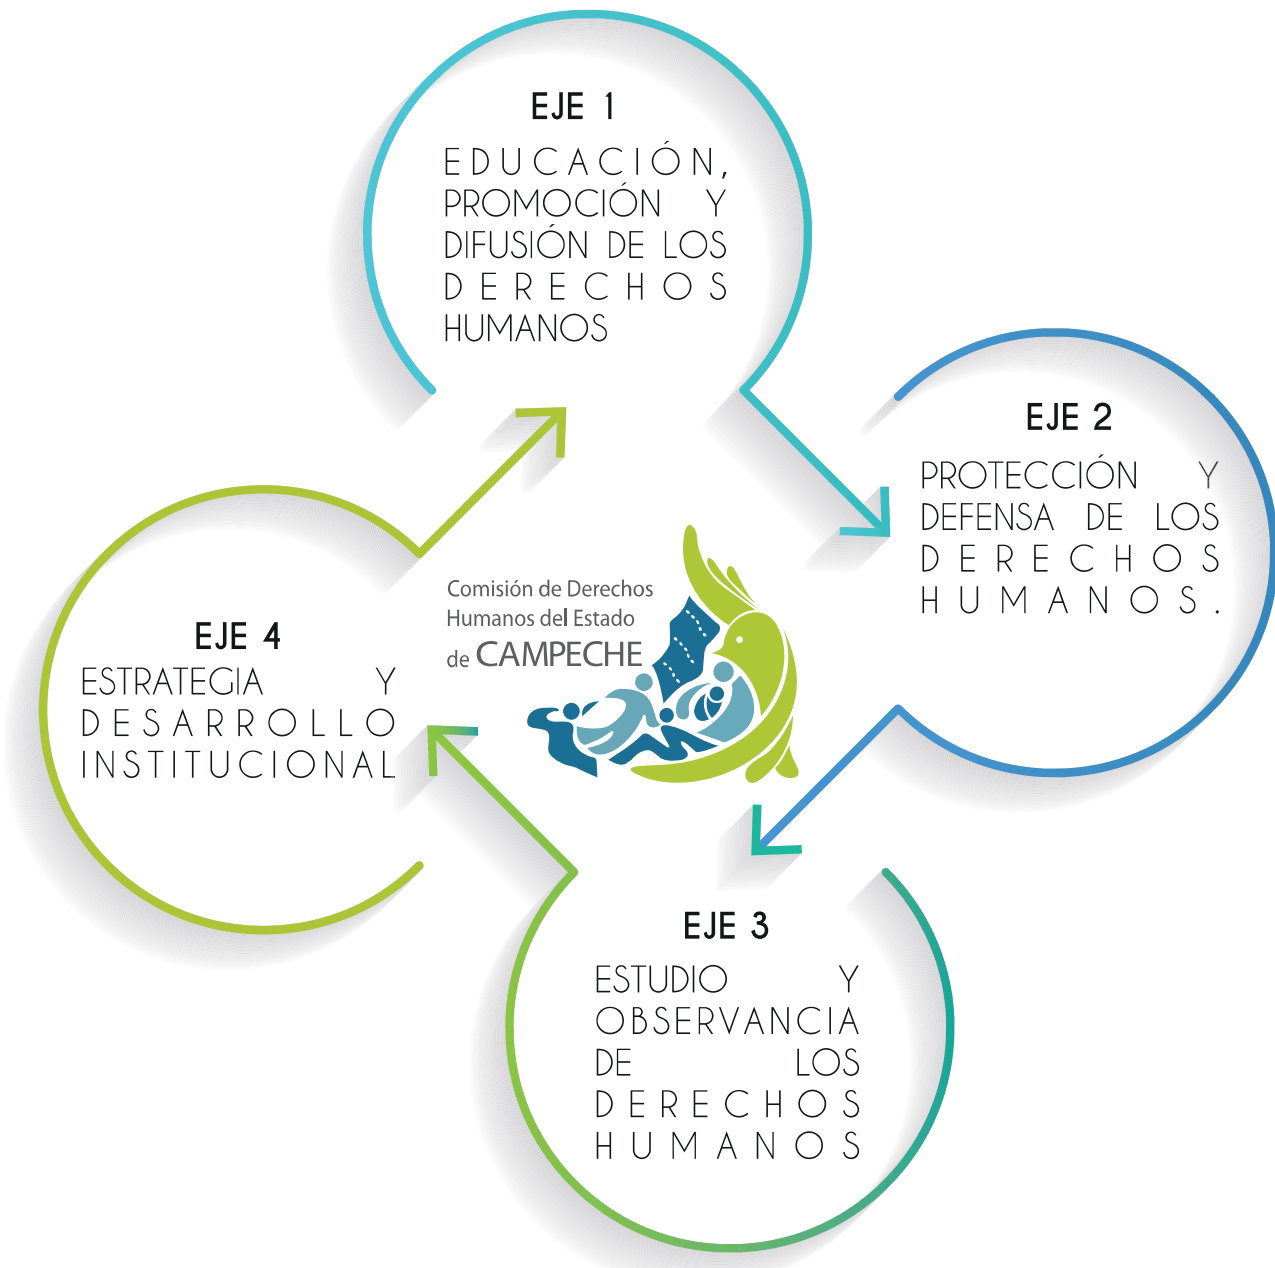 EJE 1
EDUCACIÓN,
PROMOCIÓN Y
DIFUSIÓN DE LOS
DERECHOS
HUMANOS
EJE 2
PROTECCIÓN Y
DEFENSA DE LOS
DERECHOS
HUMANOS.
Comisión de Derechos
Humanos del Estado
de CAMPECHE
EJE 4
ESTRATEGIA Y
DESARROLLO
INSTITUCIONAL
EJE 3
ESTUDIO Y
OBSERVANCIA
DE LOS
DERECHOS
HUMANOS